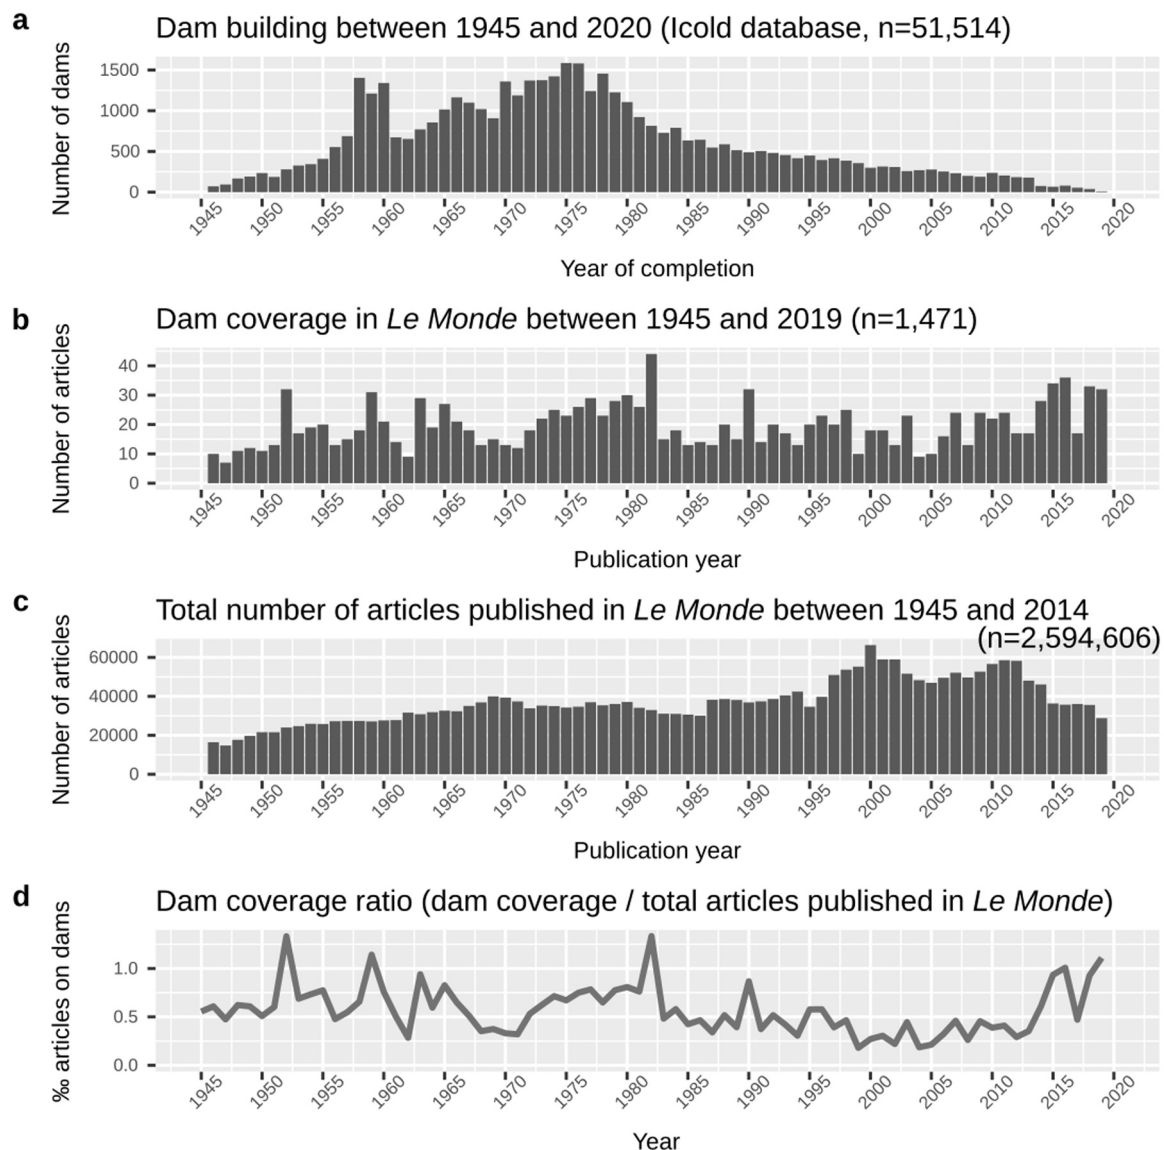 a
Dam building between 1945 and 2020 (Icold database, n=51,514)
Number of dams
1500
1000
500
0
1945 1950 1955 1960 1965 1970 1975 1980 1985 1990 1995 2000 2005 2010 2015 2020
Year of completion
b
Dam coverage in Le Monde between 1945 and 2019 (n=1,471)
Number of articles
40
30
20
10
0
1945 1950 1955 1960 1965 1970 1975 1980 1985 1990 1995 2000 2005 2010 2015 2020
Publication year
c
Total number of articles published in Le Monde between 1945 and 2014
(n=2,594,606)
Number of articles
60000
40000
20000
0
1945 1950 1955 1960 1965 1970 1975 1980 1985 1990 1995 2000 2005 2010 2015 2020
Publication year
d
Dam coverage ratio (dam coverage / total articles published in Le Monde)
‰ articles on dams
1.0
0.5
0.0
1945 1950 1955 1960 1965 1970 1975 1980 1985 1990 1995 2000 2005 2010 2015 2020
Year